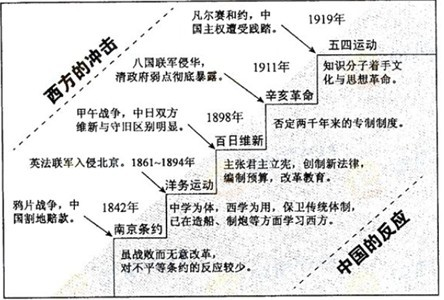 凡尔赛和约，中
国主权遭受践踏。
1919年
五四运动
知识分子着手文
化与思想革命。
西方的冲击
八国联军侵华，
清政府弱点彻底暴露。
1911年
辛亥革命
否定两千年来的专制制度。
甲午战争，中日双方
维新与守旧区别明显。
1898年
百日维新
主张君主立宪，创制新法律，
编制预算，改革教育。
英法联军入侵北京。
1861~1894年
洋务运动
中学为体，西学为用，保卫传统体制，
已在造船、制炮等方面学习西方。
鸦片战争，中
国割地赔款。
1842年
南京条约
虽战败而无意改革，
对不平等条约的反应较少。
中国的反应